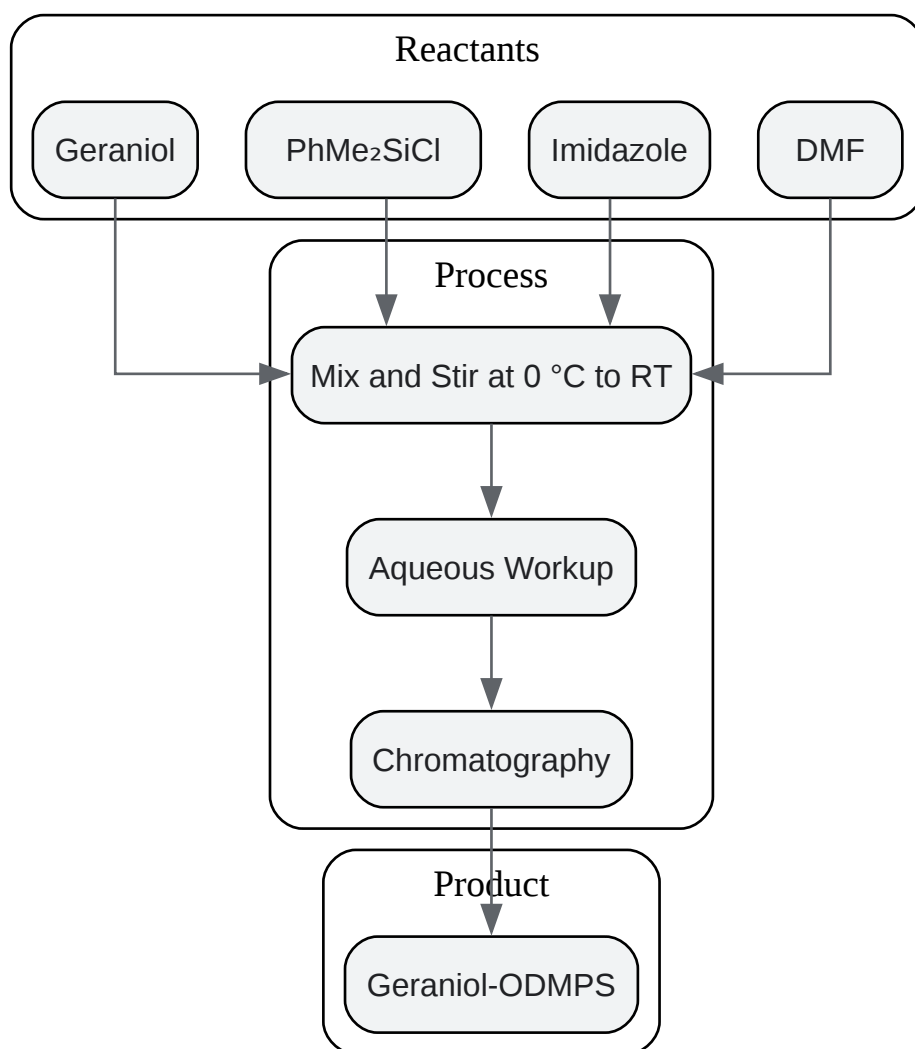 Reactants
Geraniol
PhMe₂SiCl
Imidazole
DMF
Process
Mix and Stir at 0 °C to RT
Aqueous Workup
Chromatography
Product
Geraniol-ODMPS